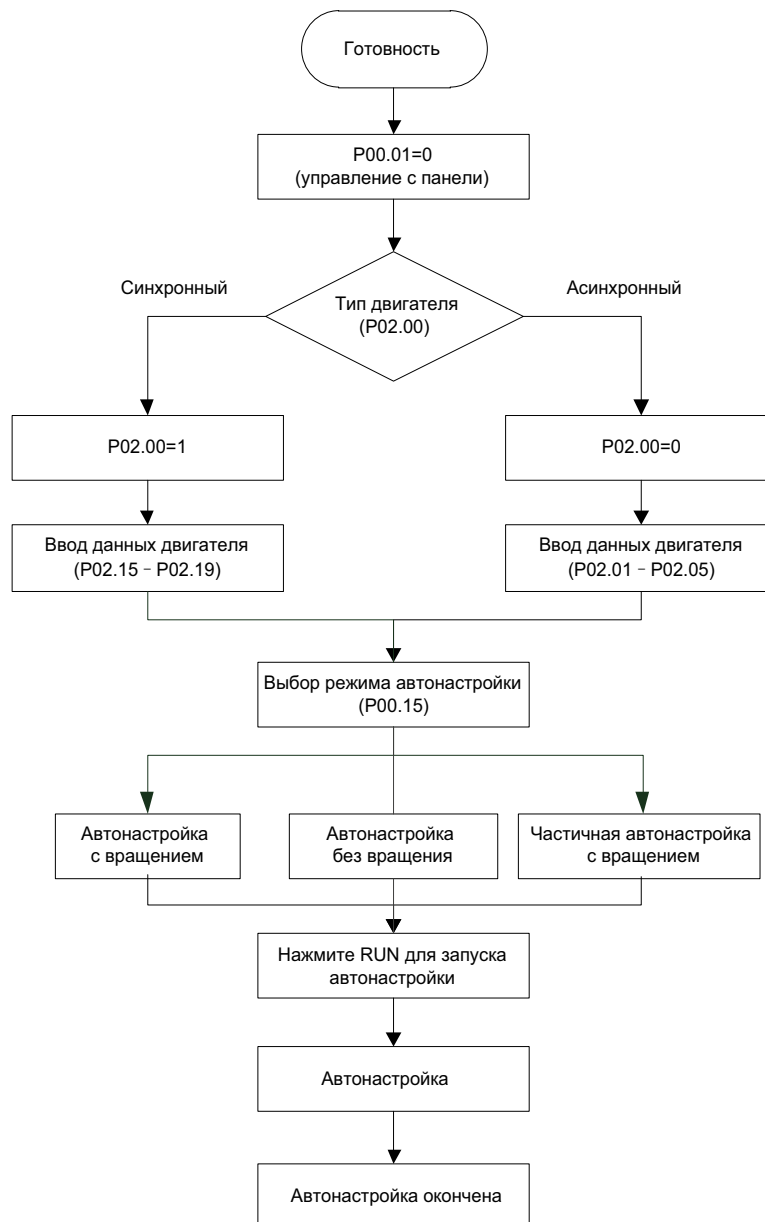 Готовность
P00.01=0
(управление с панели)
Синхронный
Асинхронный
Тип двигателя
(P02.00)
P02.00=1
P02.00=0
Ввод данных двигателя
(P02.15 – P02.19)
Ввод данных двигателя
(P02.01 – P02.05)
Выбор режима автонастройки
(P00.15)
Автонастройка
с вращением
Автонастройка
без вращения
Частичная автонастройка
с вращением
Нажмите RUN для запуска
автонастройки
Автонастройка
Автонастройка окончена